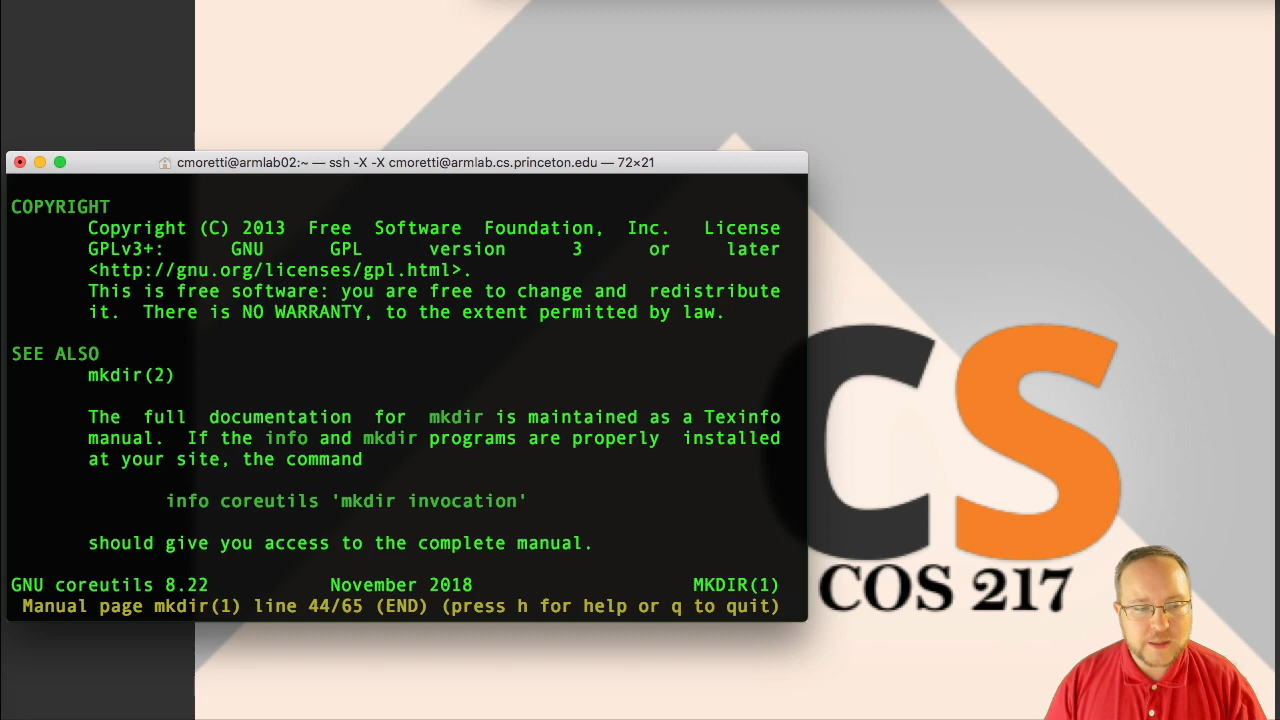 cmoretti@armlab02:~ — ssh -X -X cmoretti@armlab.cs.princeton.edu — 72×21
COPYRIGHT
Copyright (C) 2013 Free Software Foundation, Inc. License
GPLv3+: GNU GPL version 3 or later
<http://gnu.org/licenses/gpl.html>.
This is free software: you are free to change and redistribute
it. There is NO WARRANTY, to the extent permitted by law.
SEE ALSO
mkdir(2)
The full documentation for mkdir is maintained as a Texinfo
manual. If the info and mkdir programs are properly installed
at your site, the command
info coreutils 'mkdir invocation'
should give you access to the complete manual.
GNU coreutils 8.22 November 2018 MKDIR(1)
Manual page mkdir(1) line 44/65 (END) (press h for help or q to quit)
CS
COS 217